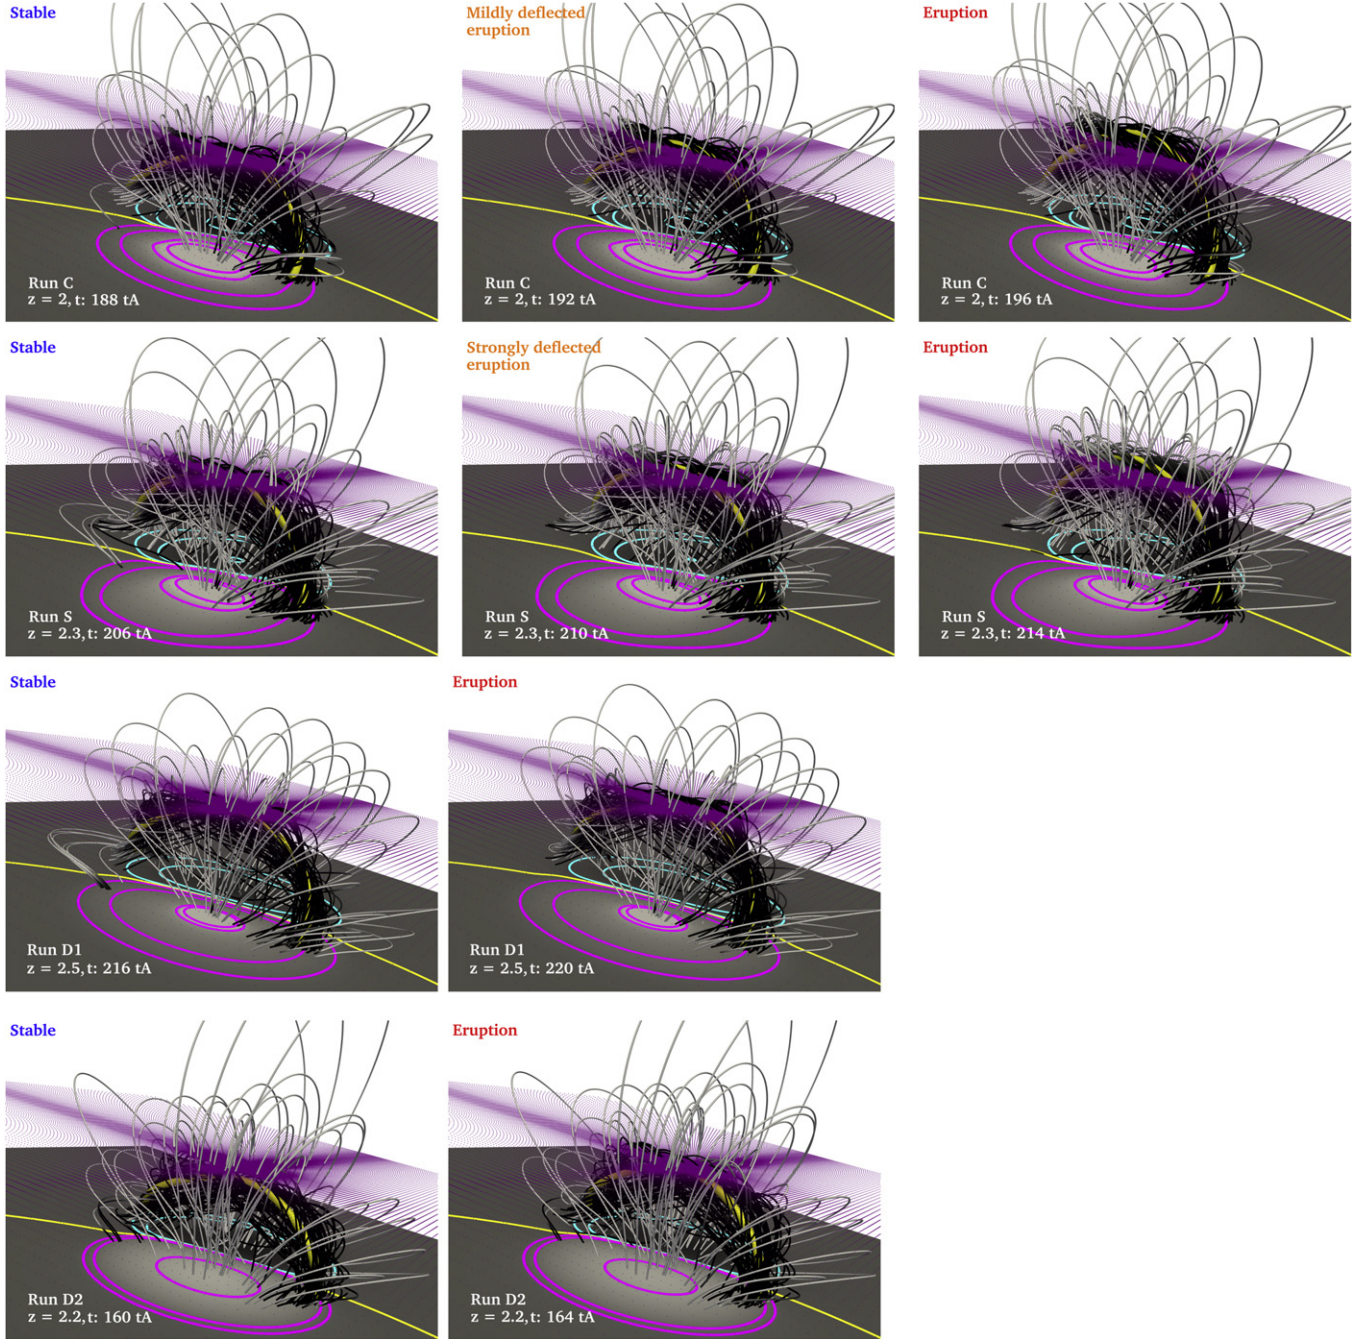 Stable
Mildly deflected
eruption
Eruption
Run C
z = 2, t: 188 tA
Run C
z = 2, t: 192 tA
Run C
z = 2, t: 196 tA
Stable
Strongly deflected
eruption
Eruption
Run S
z = 2.3, t: 206 tA
Run S
z = 2.3, t: 210 tA
Run S
z = 2.3, t: 214 tA
Stable
Eruption
Run D1
z = 2.5, t: 216 tA
Run D1
z = 2.5, t: 220 tA
Stable
Eruption
Run D2
z = 2.2, t: 160 tA
Run D2
z = 2.2, t: 164 tA